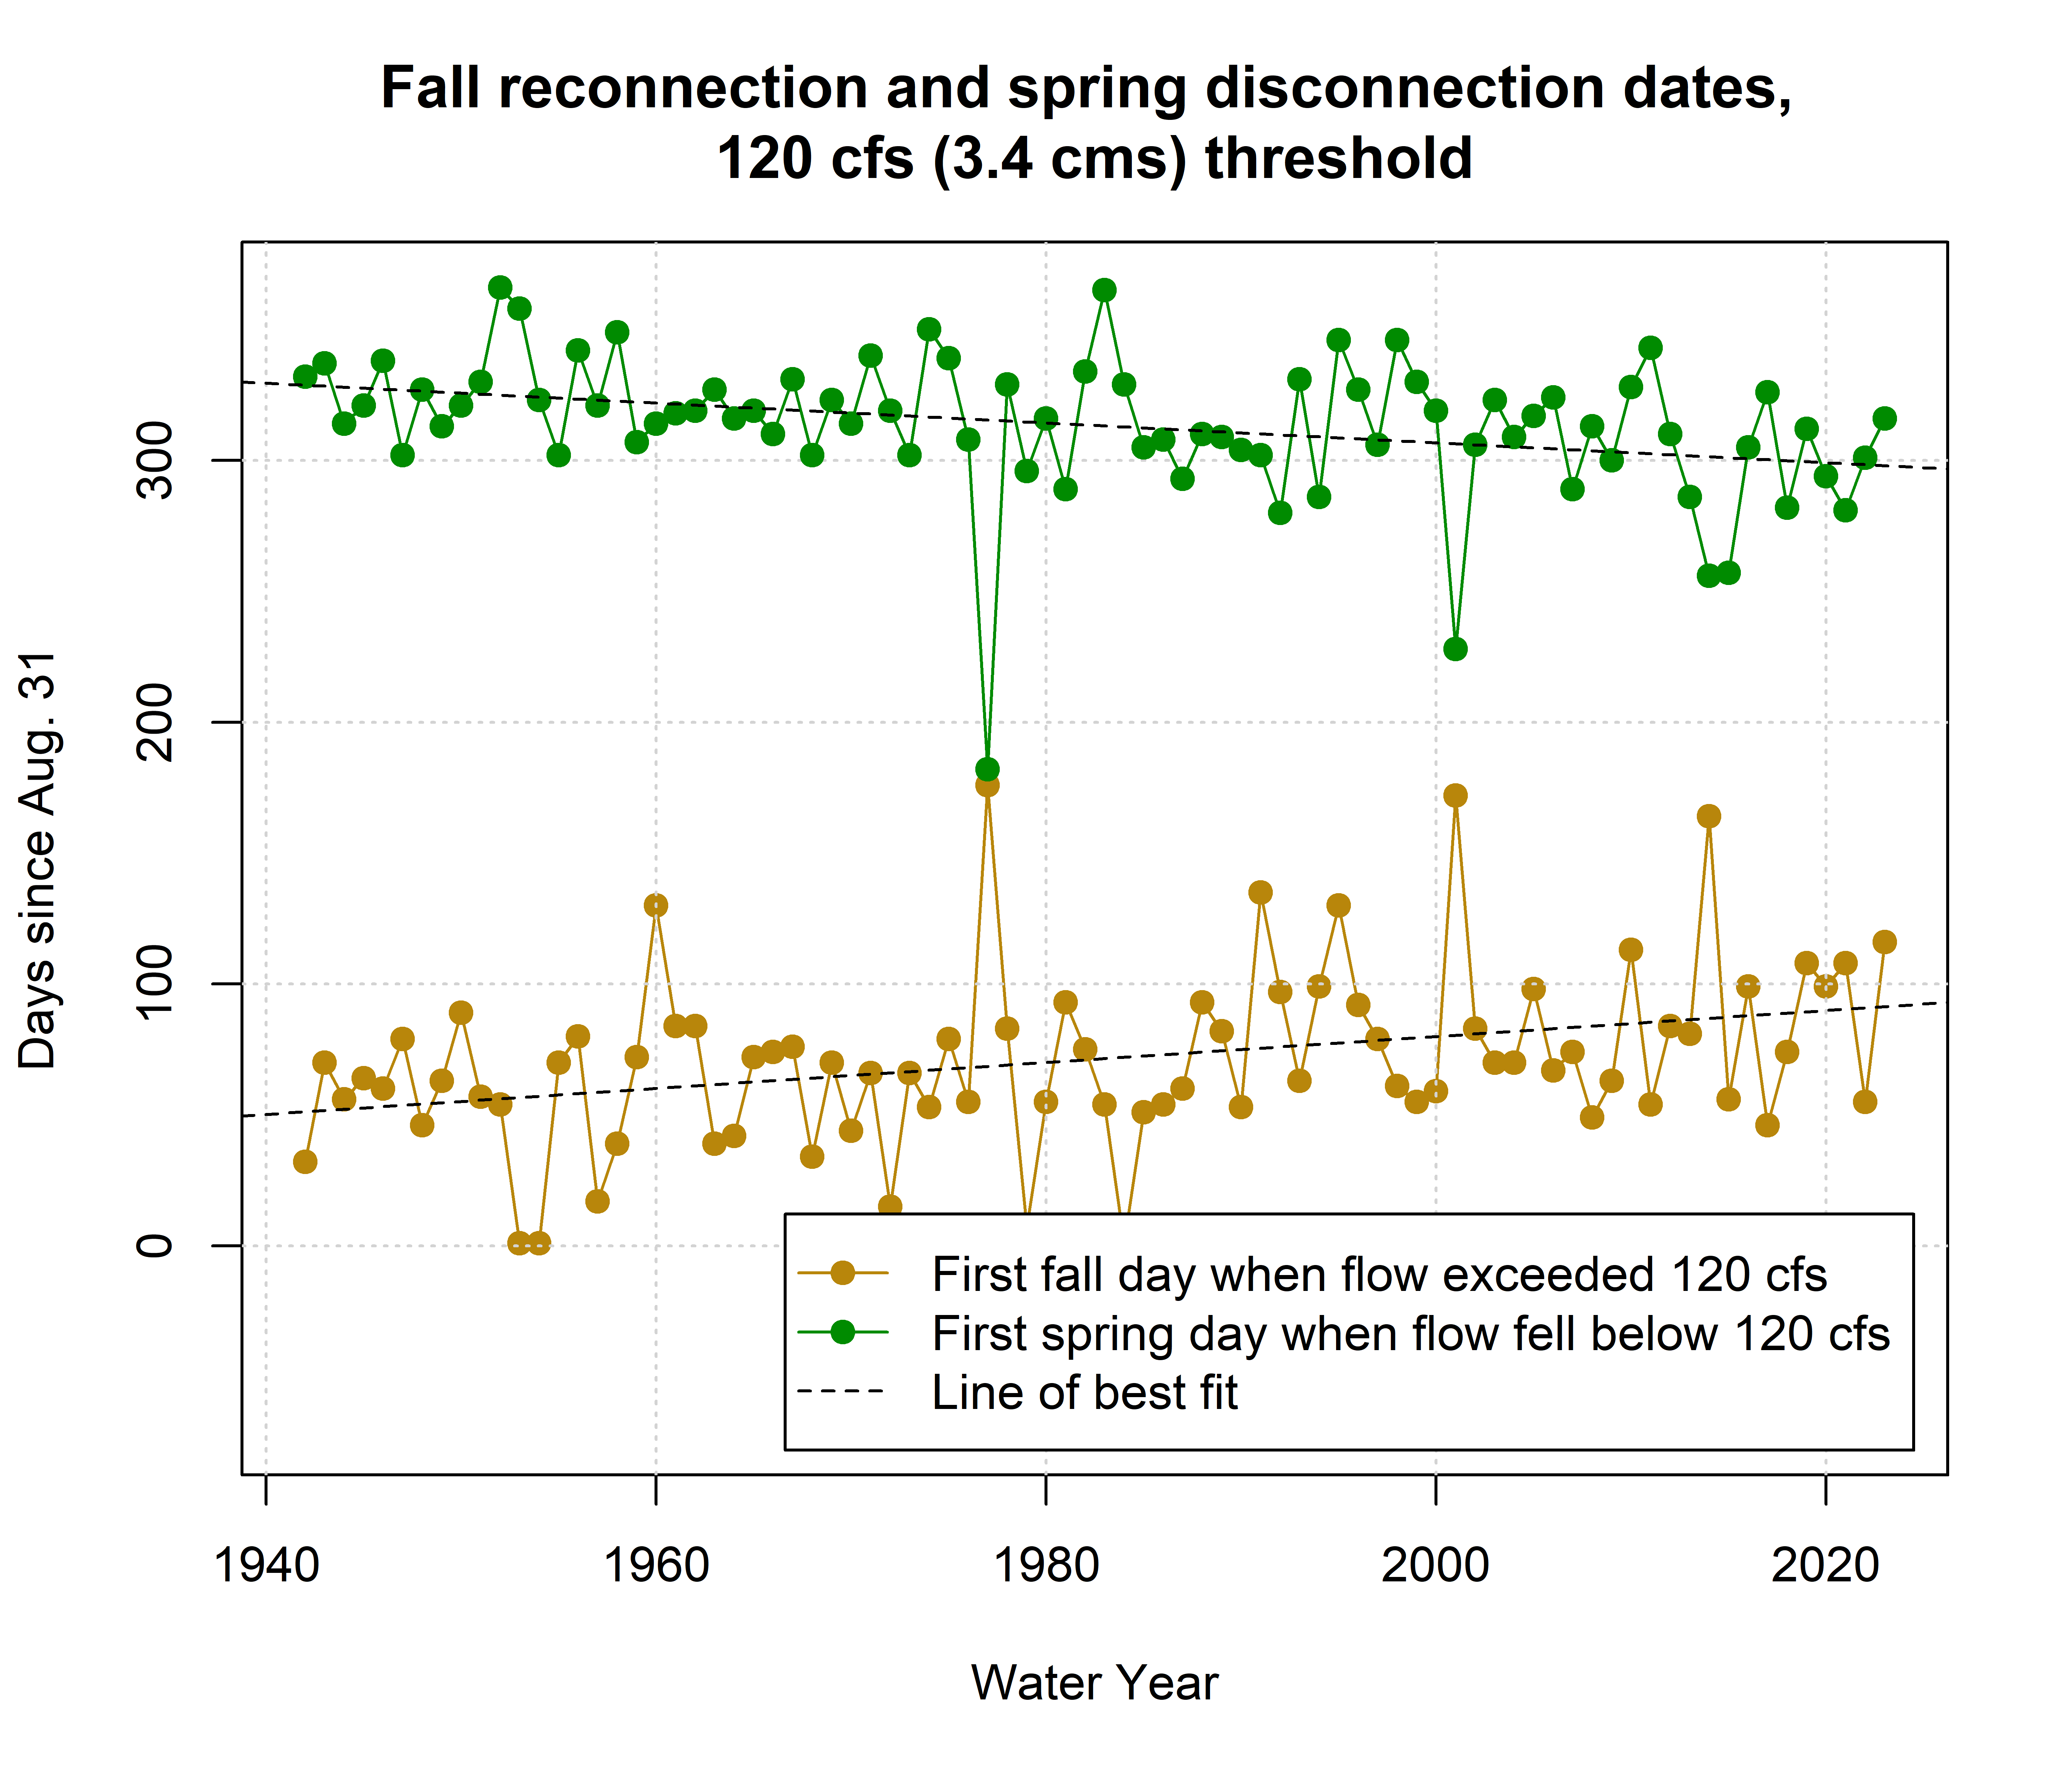 Fall reconnection and spring disconnection dates,
120 cfs (3.4 cms) threshold
Days since Aug. 31
300
200
100
0
First fall day when flow exceeded 120 cfs
First spring day when flow fell below 120 cfs
Line of best fit
1940 1960 1980 2000 2020
Water Year